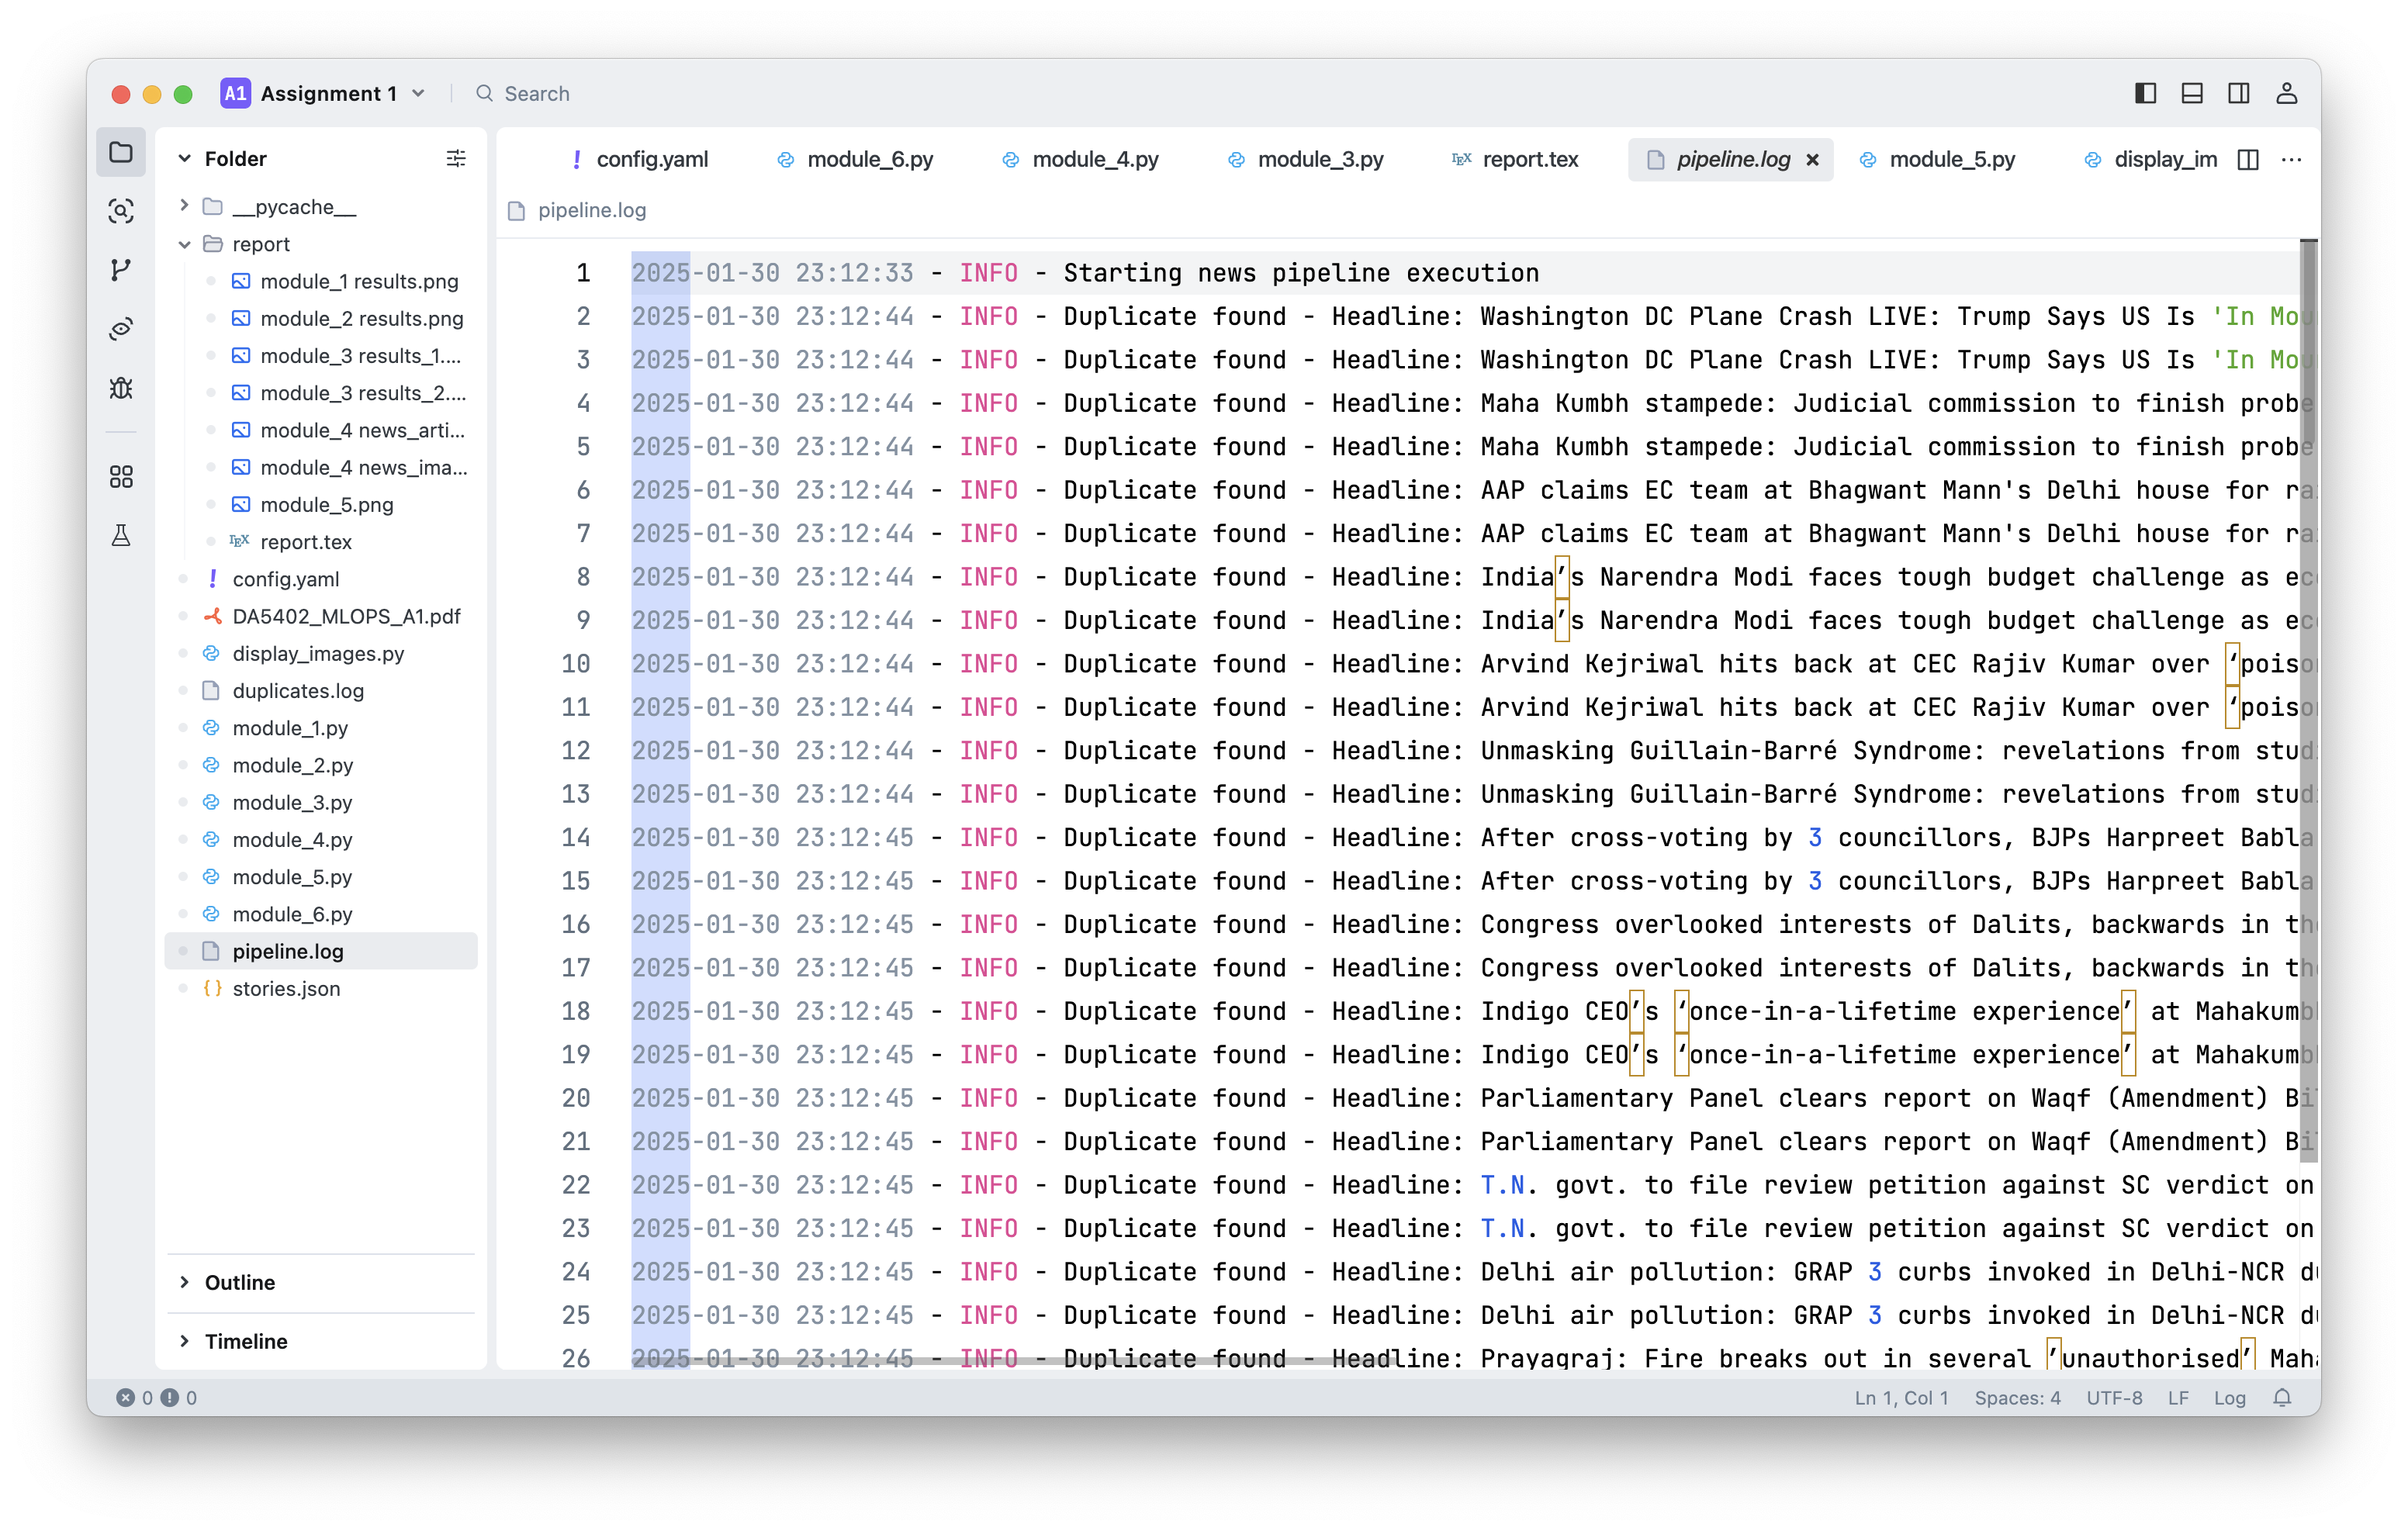 A1 Assignment 1 Search
Folder
__pycache__
report
module_1 results.png
module_2 results.png
module_3 results_1....
module_3 results_2....
module_4 news_arti...
module_4 news_ima...
module_5.png
report.tex
config.yaml
DA5402_MLOPS_A1.pdf
display_images.py
duplicates.log
module_1.py
module_2.py
module_3.py
module_4.py
module_5.py
module_6.py
pipeline.log
stories.json
Outline
Timeline
config.yaml module_6.py module_4.py module_3.py report.tex pipeline.log module_5.py display_im
pipeline.log
1 2025-01-30 23:12:33 - INFO - Starting news pipeline execution
2 2025-01-30 23:12:44 - INFO - Duplicate found - Headline: Washington DC Plane Crash LIVE: Trump Says US Is 'In Mou
3 2025-01-30 23:12:44 - INFO - Duplicate found - Headline: Washington DC Plane Crash LIVE: Trump Says US Is 'In Mou
4 2025-01-30 23:12:44 - INFO - Duplicate found - Headline: Maha Kumbh stampede: Judicial commission to finish probe
5 2025-01-30 23:12:44 - INFO - Duplicate found - Headline: Maha Kumbh stampede: Judicial commission to finish probe
6 2025-01-30 23:12:44 - INFO - Duplicate found - Headline: AAP claims EC team at Bhagwant Mann's Delhi house for ra
7 2025-01-30 23:12:44 - INFO - Duplicate found - Headline: AAP claims EC team at Bhagwant Mann's Delhi house for ra
8 2025-01-30 23:12:44 - INFO - Duplicate found - Headline: India’s Narendra Modi faces tough budget challenge as ec
9 2025-01-30 23:12:44 - INFO - Duplicate found - Headline: India’s Narendra Modi faces tough budget challenge as ec
10 2025-01-30 23:12:44 - INFO - Duplicate found - Headline: Arvind Kejriwal hits back at CEC Rajiv Kumar over ‘poiso
11 2025-01-30 23:12:44 - INFO - Duplicate found - Headline: Arvind Kejriwal hits back at CEC Rajiv Kumar over ‘poiso
12 2025-01-30 23:12:44 - INFO - Duplicate found - Headline: Unmasking Guillain-Barré Syndrome: revelations from stud
13 2025-01-30 23:12:44 - INFO - Duplicate found - Headline: Unmasking Guillain-Barré Syndrome: revelations from stud
14 2025-01-30 23:12:45 - INFO - Duplicate found - Headline: After cross-voting by 3 councillors, BJPs Harpreet Babla
15 2025-01-30 23:12:45 - INFO - Duplicate found - Headline: After cross-voting by 3 councillors, BJPs Harpreet Babla
16 2025-01-30 23:12:45 - INFO - Duplicate found - Headline: Congress overlooked interests of Dalits, backwards in th
17 2025-01-30 23:12:45 - INFO - Duplicate found - Headline: Congress overlooked interests of Dalits, backwards in th
18 2025-01-30 23:12:45 - INFO - Duplicate found - Headline: Indigo CEO’s ‘once-in-a-lifetime experience’ at Mahakumb
19 2025-01-30 23:12:45 - INFO - Duplicate found - Headline: Indigo CEO’s ‘once-in-a-lifetime experience’ at Mahakumb
20 2025-01-30 23:12:45 - INFO - Duplicate found - Headline: Parliamentary Panel clears report on Waqf (Amendment) Bi
21 2025-01-30 23:12:45 - INFO - Duplicate found - Headline: Parliamentary Panel clears report on Waqf (Amendment) Bi
22 2025-01-30 23:12:45 - INFO - Duplicate found - Headline: T.N. govt. to file review petition against SC verdict on
23 2025-01-30 23:12:45 - INFO - Duplicate found - Headline: T.N. govt. to file review petition against SC verdict on
24 2025-01-30 23:12:45 - INFO - Duplicate found - Headline: Delhi air pollution: GRAP 3 curbs invoked in Delhi-NCR du
25 2025-01-30 23:12:45 - INFO - Duplicate found - Headline: Delhi air pollution: GRAP 3 curbs invoked in Delhi-NCR du
26 2025-01-30 23:12:45 - INFO - Duplicate found - Headline: Prayagraj: Fire breaks out in several ’unauthorised’ Maha
0 0 Ln 1, Col 1 Spaces: 4 UTF-8 LF Log